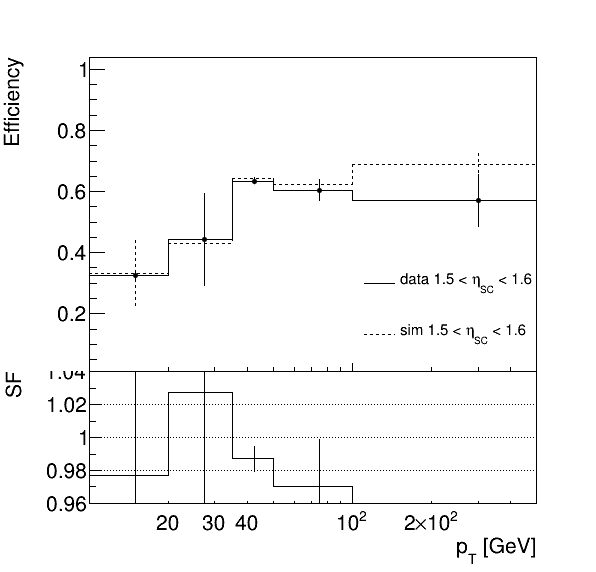 Efficiency
1
0.8
0.6
0.4
0.2
data 1.5 < η_SC < 1.6
sim 1.5 < η_SC < 1.6
SF
1.04
1.02
1
0.98
0.96
20 30 40 10² 2×10²
p_T [GeV]